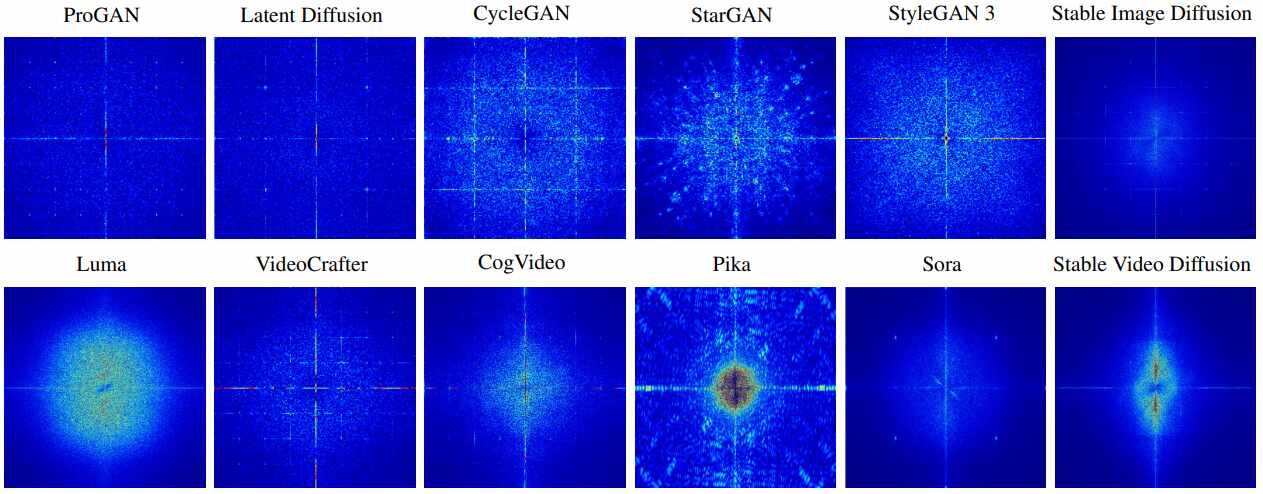 ProGAN Latent Diffusion CycleGAN StarGAN StyleGAN 3 Stable Image Diffusion
Luma VideoCrafter CogVideo Pika Sora Stable Video Diffusion